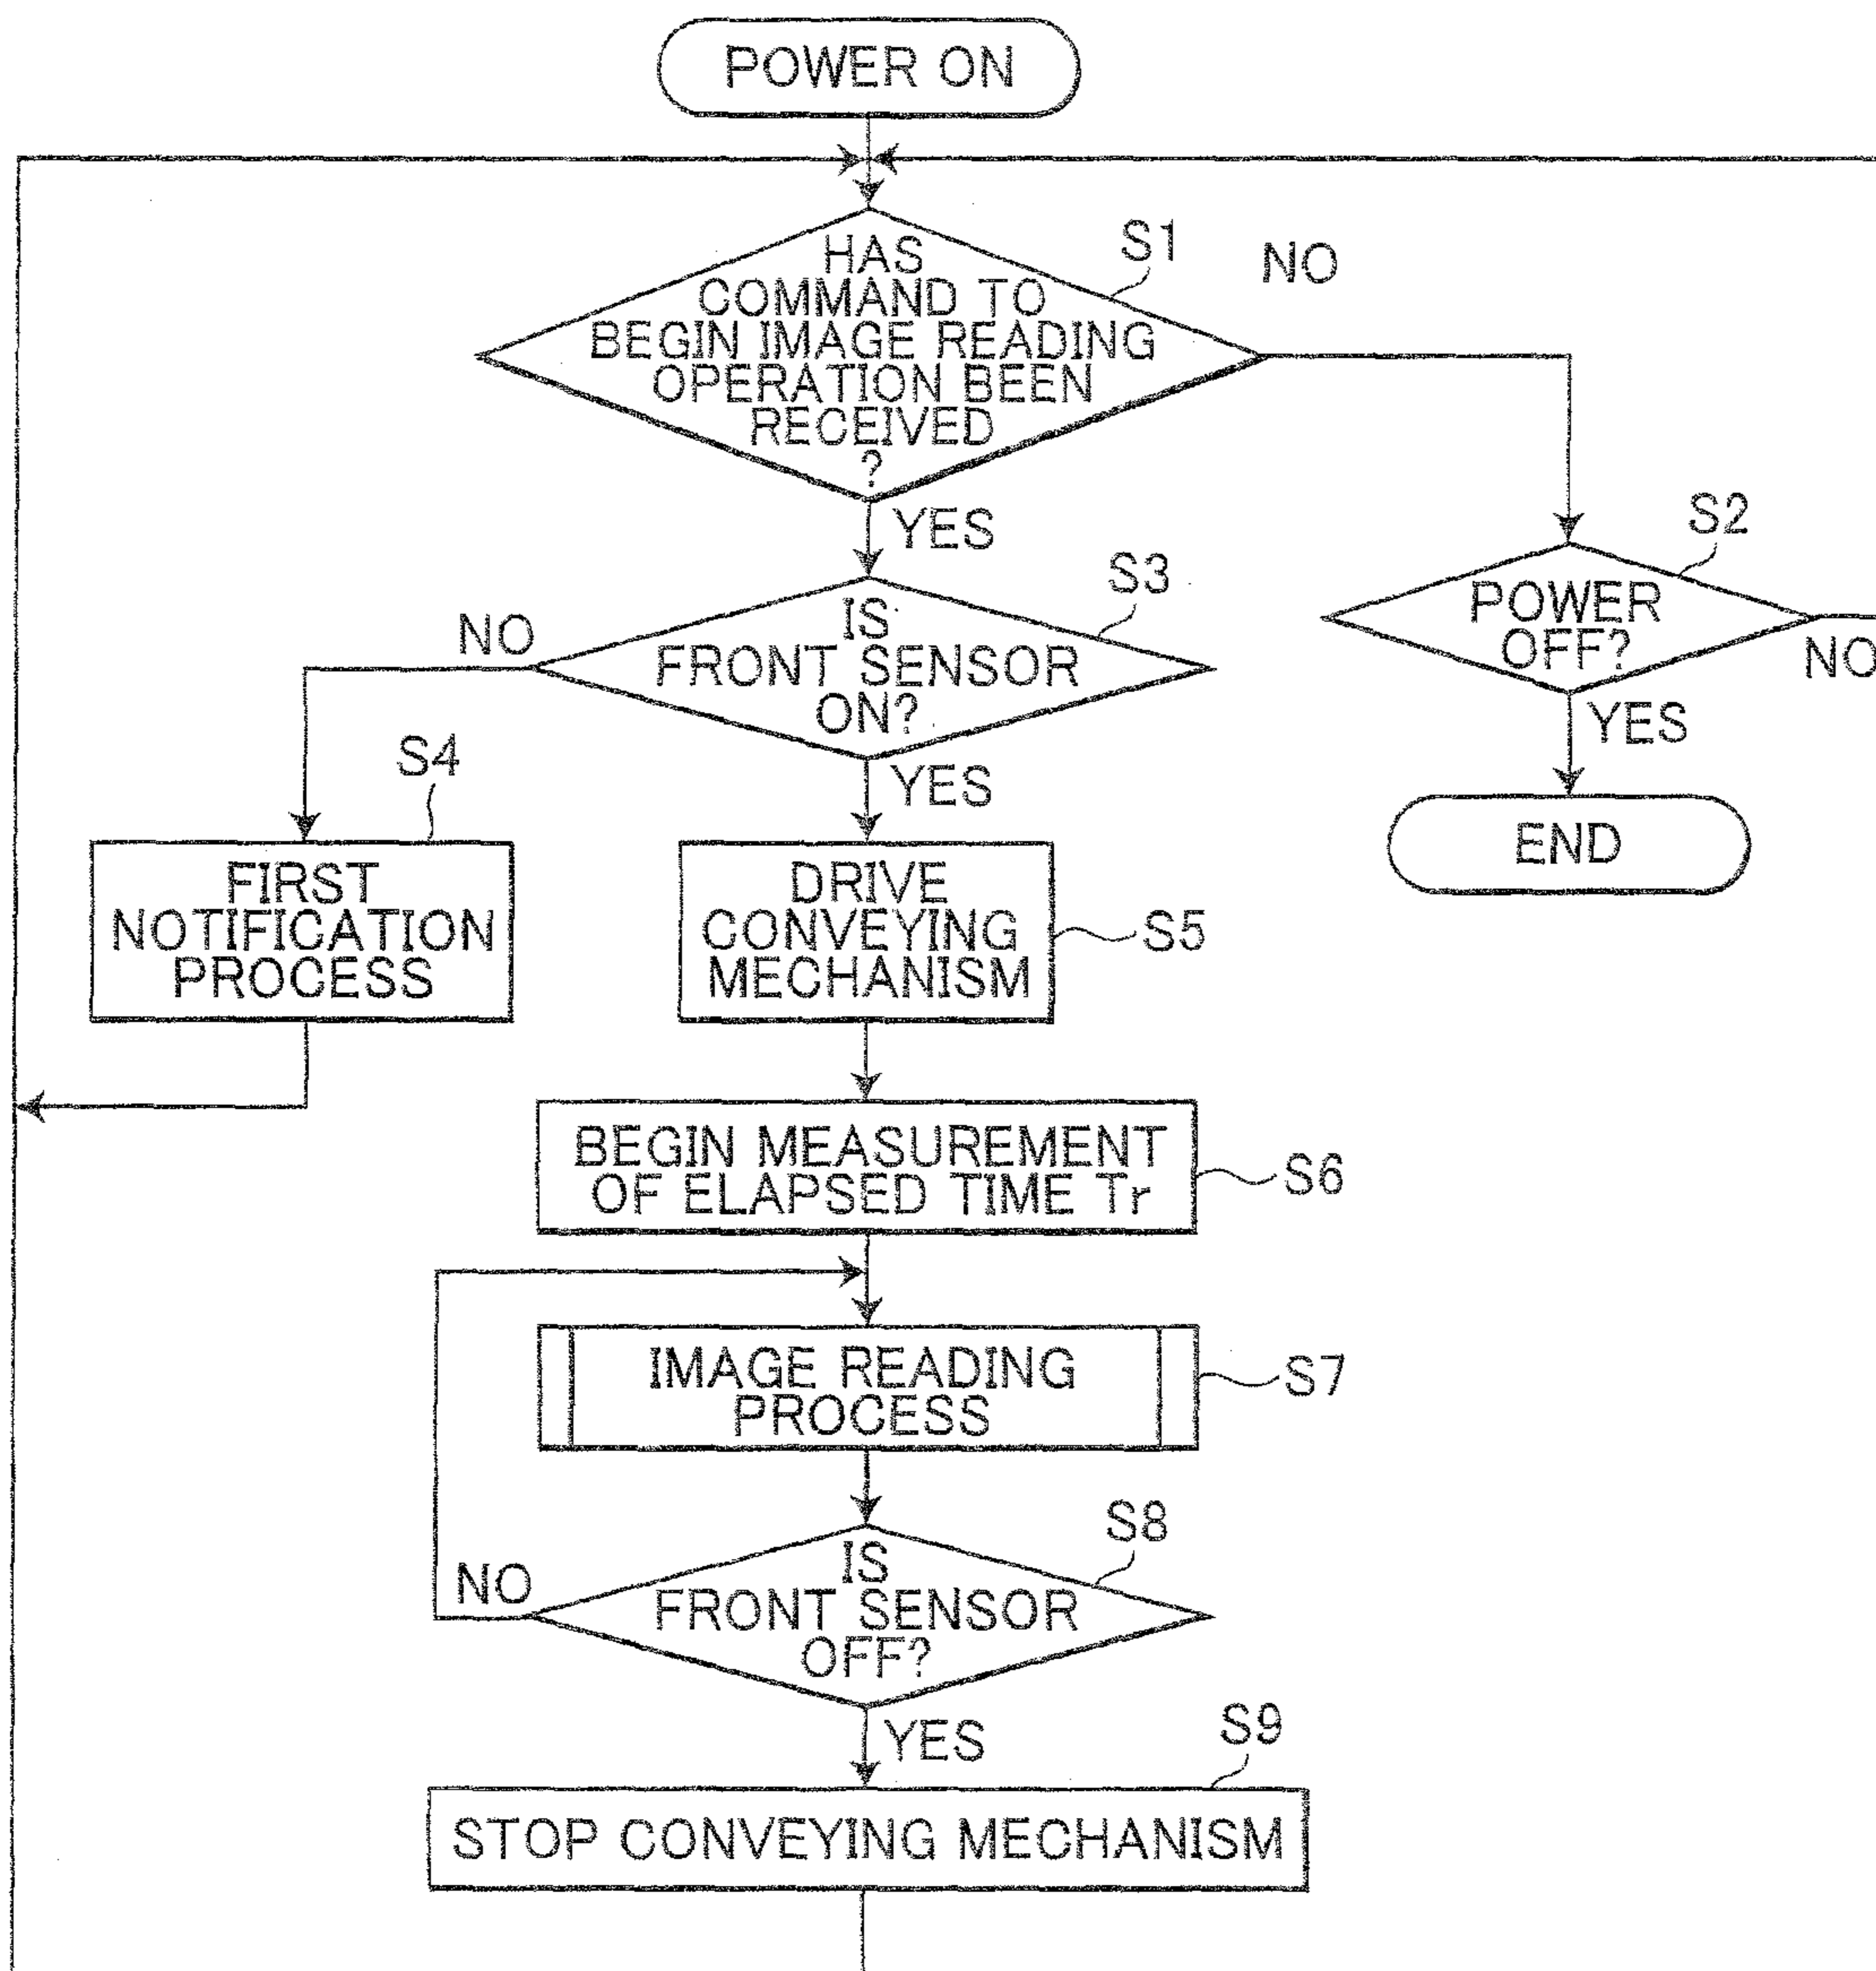 POWER ON
HAS
COMMAND TO
BEGIN IMAGE READING
OPERATION BEEN
RECEIVED
?
S1
NO
YES
S2
POWER
OFF?
NO
YES
END
S3
IS
FRONT SENSOR
ON?
NO
YES
S4
FIRST
NOTIFICATION
PROCESS
DRIVE
CONVEYING
MECHANISM
S5
BEGIN MEASUREMENT
OF ELAPSED TIME Tr
S6
IMAGE READING
PROCESS
S7
S8
IS
FRONT SENSOR
OFF?
NO
YES
S9
STOP CONVEYING MECHANISM